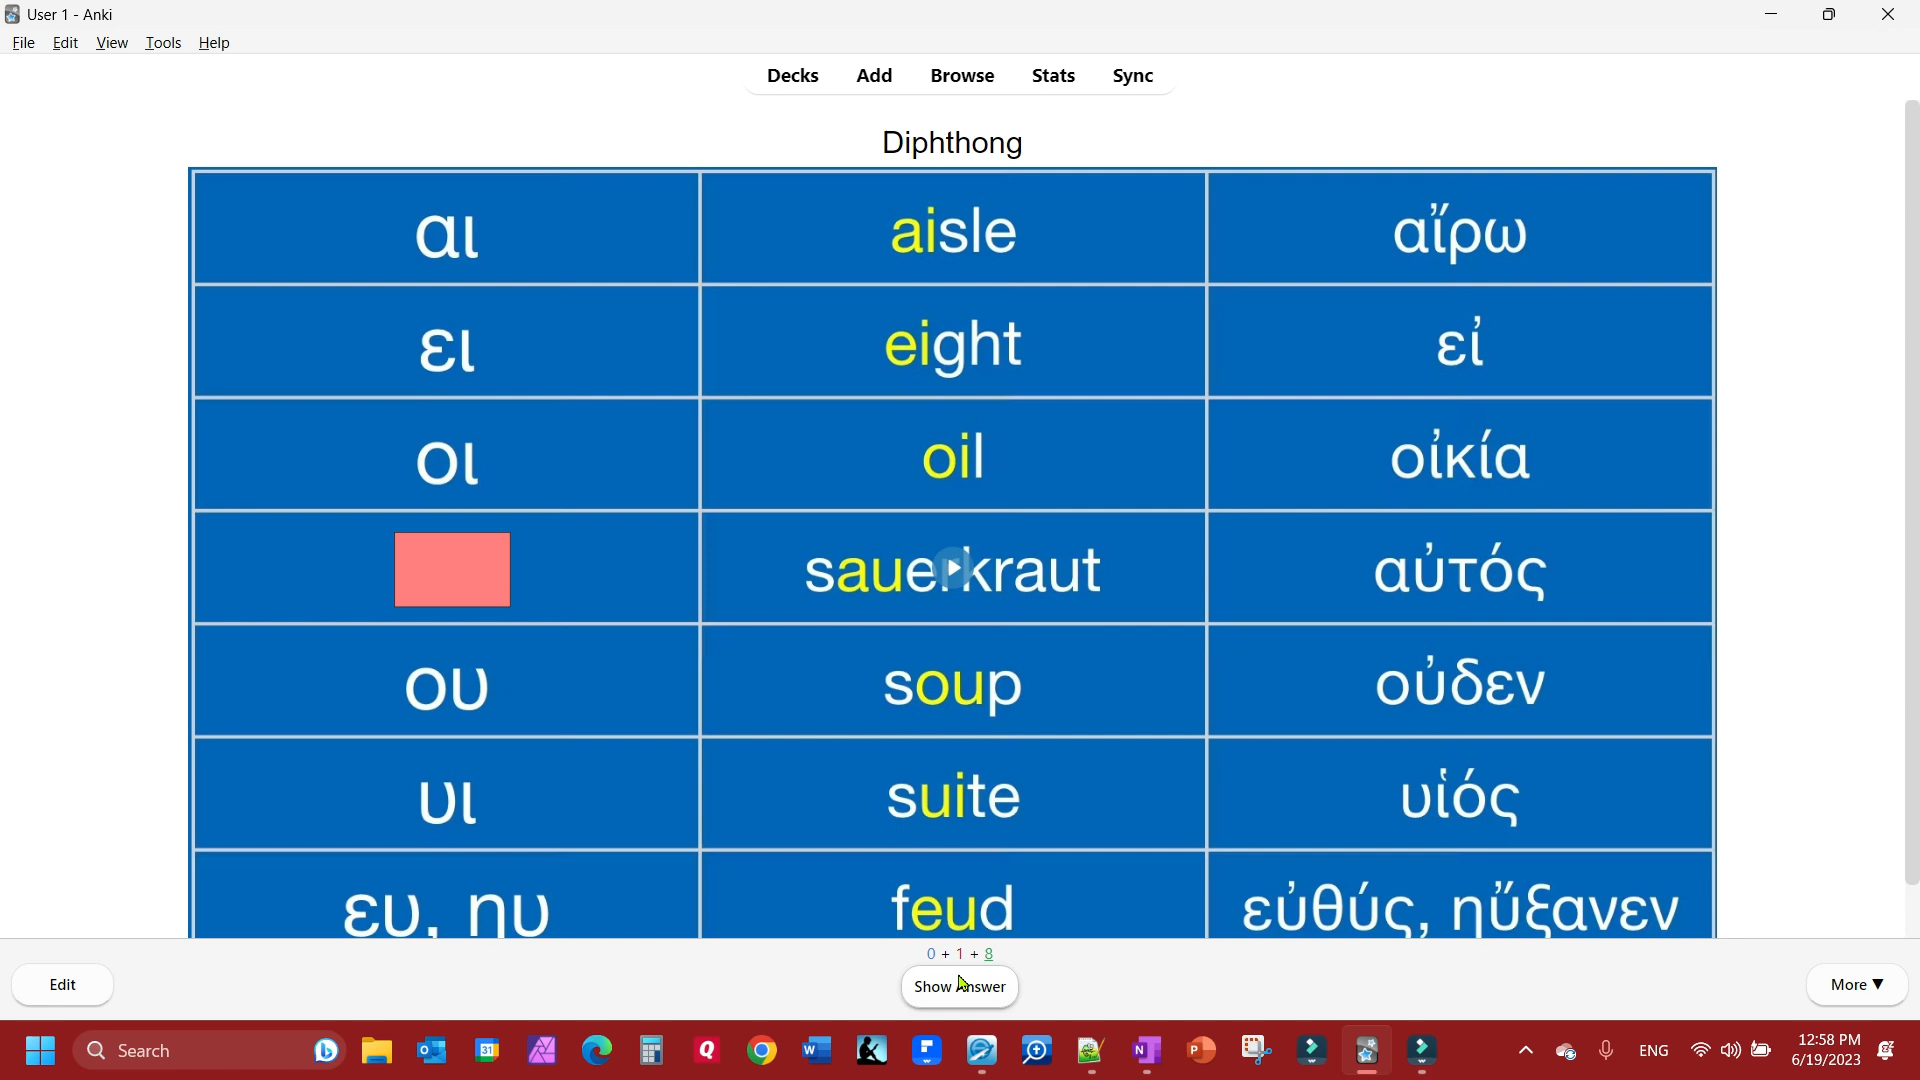 User 1 - Anki
File Edit View Tools Help
Decks Add Browse Stats Sync
Diphthong
αι aisle αἴρω
ει eight εἰ
οι oil οἰκία
sauerkraut αὐτός
ου soup οὐδεν
υι suite υἱός
ευ, ηυ feud εὐθύς, ηὔξανεν
0 + 1 + 8
Edit Show Answer More ▼
Search ENG 12:58 PM
6/19/2023